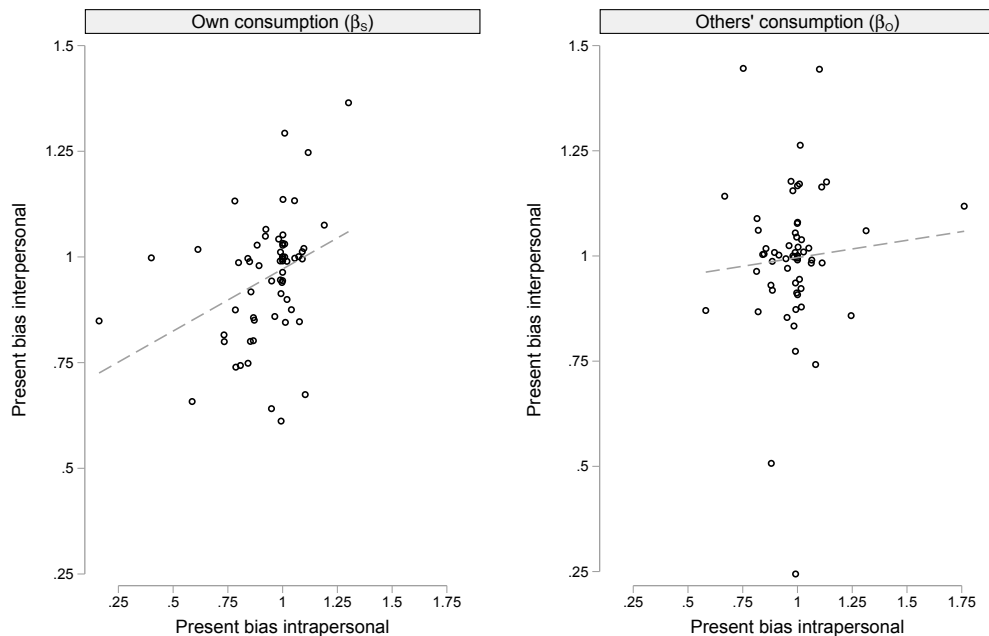 Own consumption (βS)
Others' consumption (βO)
1.5
1.25
1
.75
.5
.25
Present bias interpersonal
.25 .5 .75 1 1.25 1.5 1.75
Present bias intrapersonal
1.5
1.25
1
.75
.5
.25
Present bias interpersonal
.25 .5 .75 1 1.25 1.5 1.75
Present bias intrapersonal